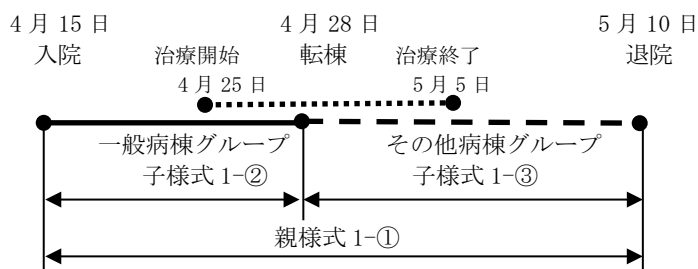 4 月 15 日 4 月 28 日 5 月 10 日
入院 治療開始 転棟 治療終了 退院
4 月 25 日 5 月 5 日
一般病棟グループ その他病棟グループ
子様式 1-② 子様式 1-③
親様式 1-①